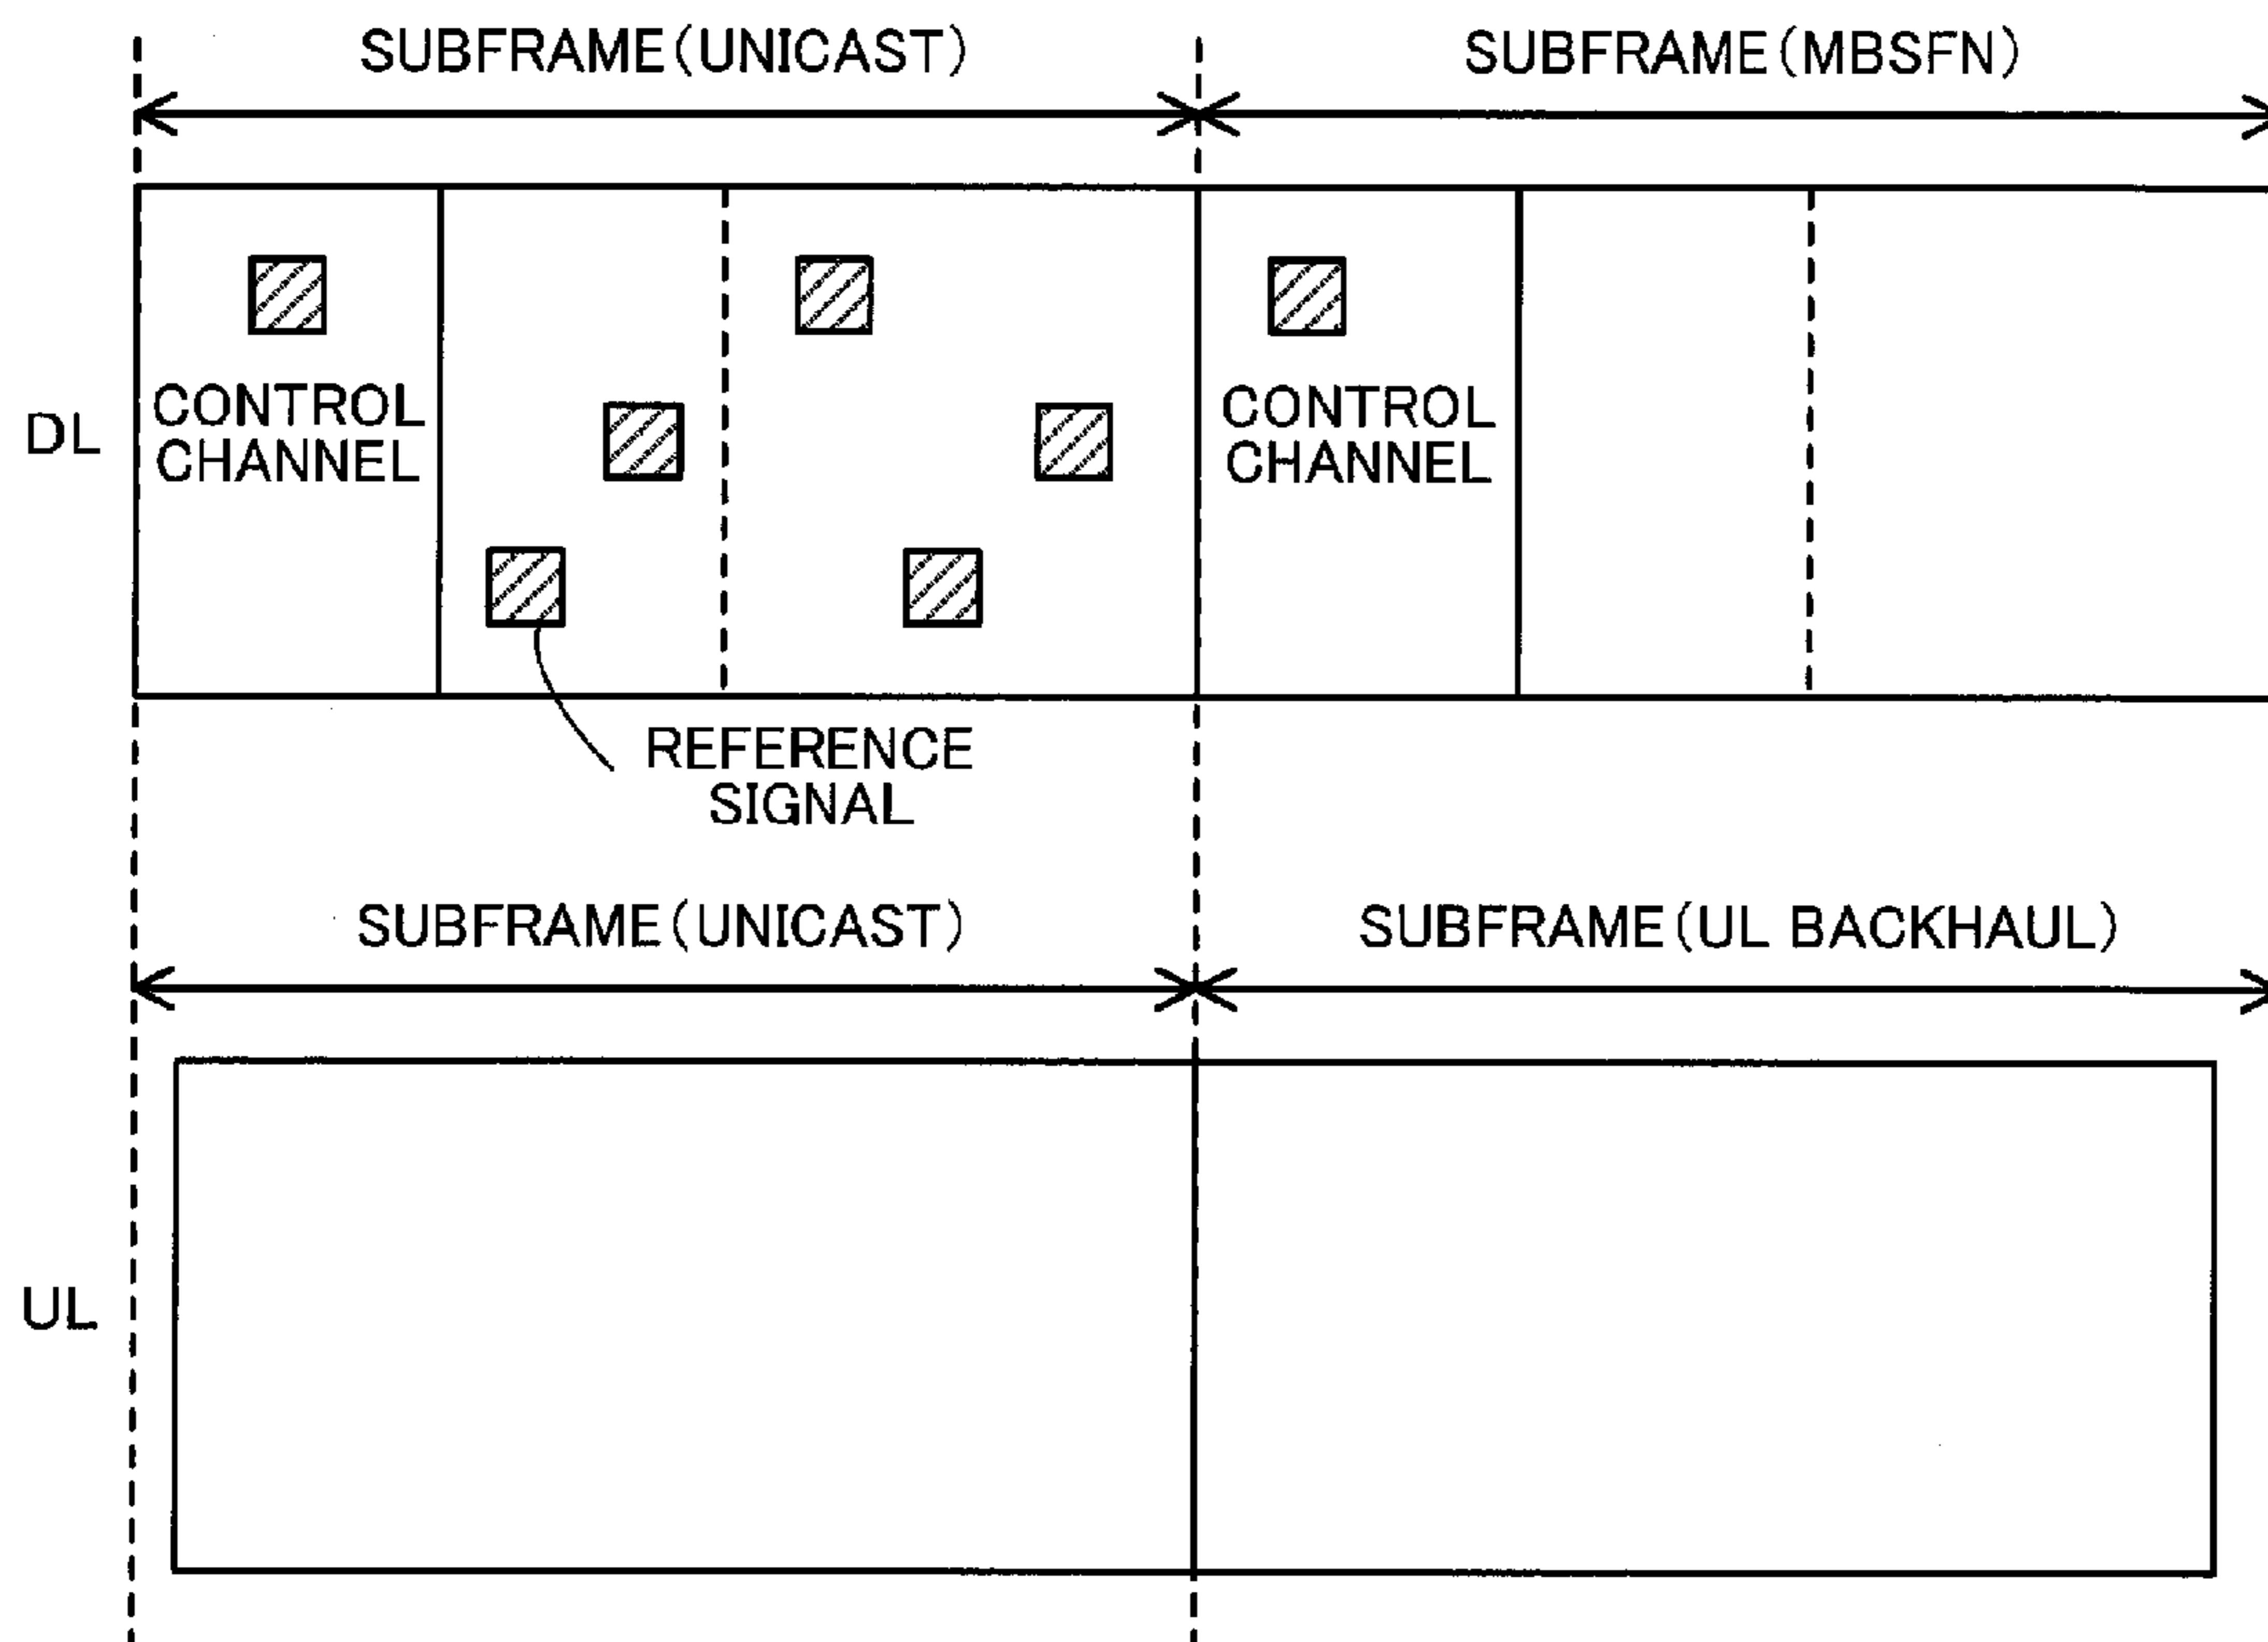 SUBFRAME(UNICAST)
SUBFRAME(MBSFN)
DL
CONTROL
CHANNEL
CONTROL
CHANNEL
REFERENCE
SIGNAL
SUBFRAME(UNICAST)
SUBFRAME(UL BACKHAUL)
UL